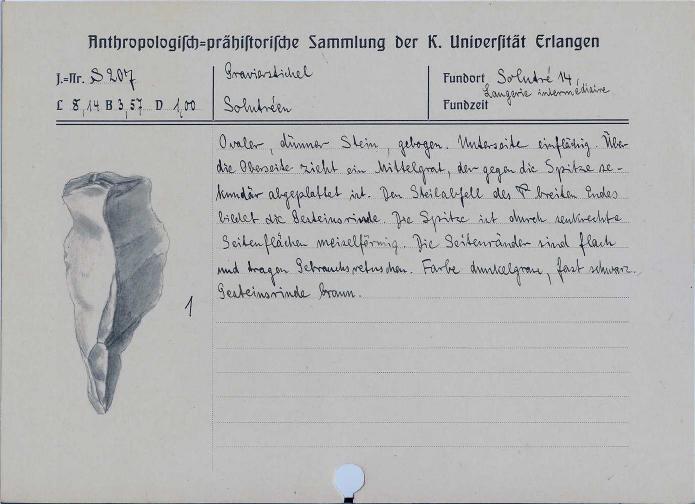 Anthropologisch=prähistorische Sammlung der K. Universität Erlangen
J.=Nr. S 207
Gravierstichel
Fundort Solutré 14,
Laugerie intermédiaire
L 8,14 B 3,57 D 1,00
Solutréen
Fundzeit
Ovaler, dünner Stein, gebogen. Unterseite einflächig. Über
die Oberseite zieht ein Mittelgrat, der gegen die Spitze se-
kundär abgeplattet ist. Den Steilabfall des breiten Endes
bildet die Gesteinsrinde. Die Spitze ist durch senkrechte
Seitenflächen meiselförmig. Die Seitenränder sind flach
und tragen Gebrauchsretuschen. Farbe dunkelgrau, fast schwarz.
Gesteinsrinde braun.
1